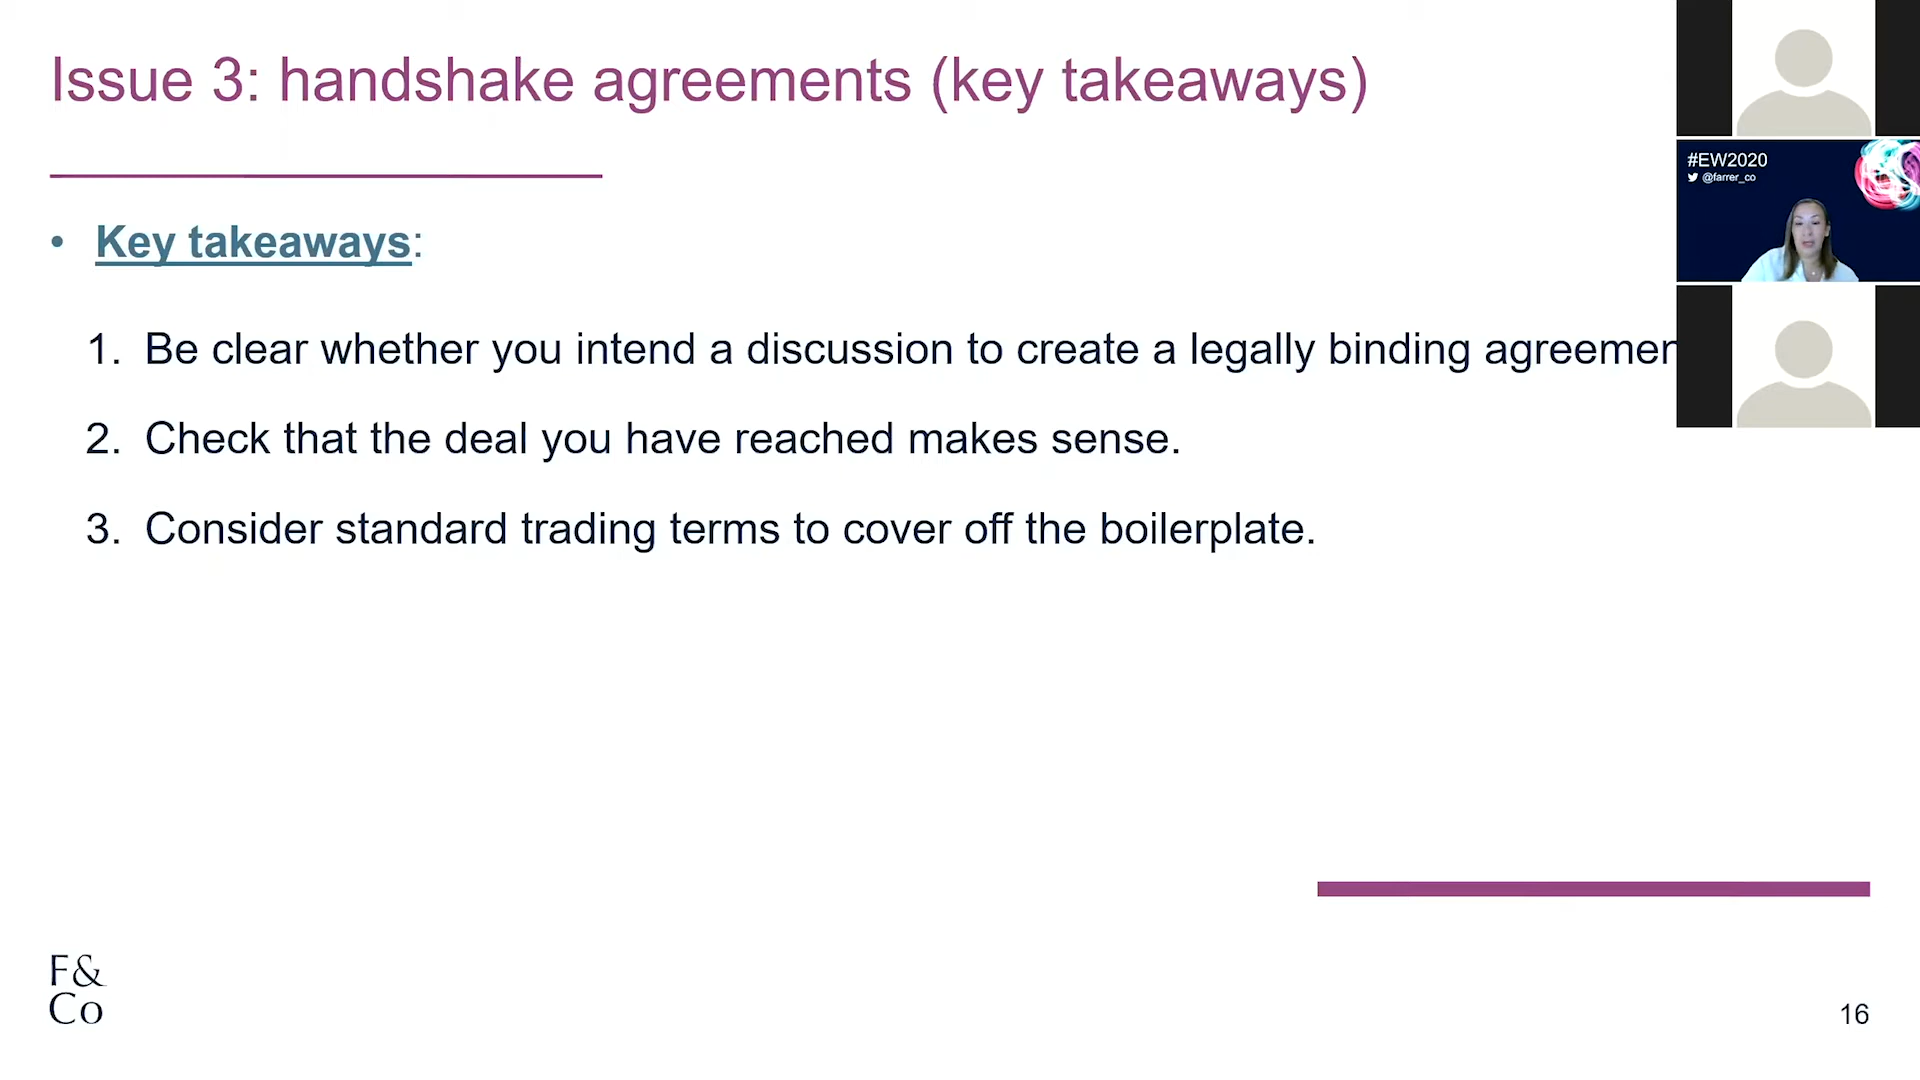 Issue 3: handshake agreements (key takeaways)
#EW2020
@farrer_co
• Key takeaways:
1. Be clear whether you intend a discussion to create a legally binding agreemen
2. Check that the deal you have reached makes sense.
3. Consider standard trading terms to cover off the boilerplate.
F&
Co
16